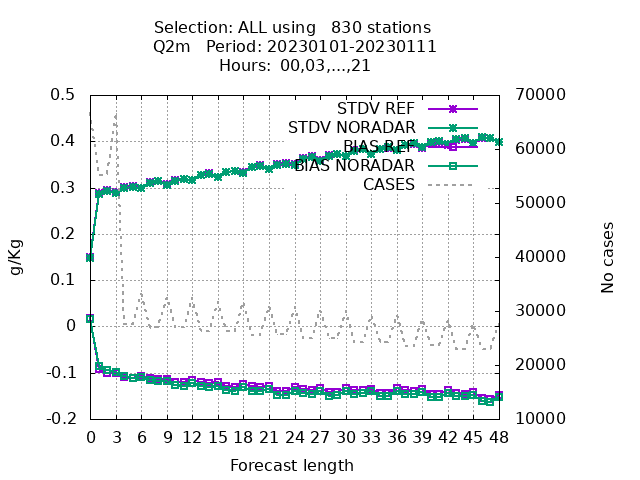 Selection: ALL using   830 stations
Q2m   Period: 20230101-20230111
Hours: 00,03,...,21
0.5
0.4
0.3
0.2
0.1
0
-0.1
-0.2
g/Kg
STDV REF
STDV NORADAR
BIAS REF
BIAS NORADAR
CASES
70000
60000
50000
40000
30000
20000
10000
No cases
0 3 6 9 12 15 18 21 24 27 30 33 36 39 42 45 48
Forecast length